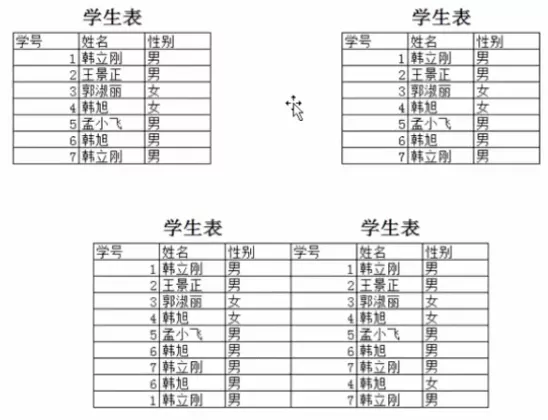 学生表 学生表
学号 姓名 性别 学号 姓名 性别
1 韩立刚 男 1 韩立刚 男
2 王景正 男 2 王景正 男
3 郭淑丽 女 3 郭淑丽 女
4 韩旭 女 4 韩旭 女
5 孟小飞 男 5 孟小飞 男
6 韩旭 男 6 韩旭 男
7 韩立刚 男 7 韩立刚 男
学生表 学生表
学号 姓名 性别 学号 姓名 性别
1 韩立刚 男 1 韩立刚 男
2 王景正 男 2 王景正 男
3 郭淑丽 女 3 郭淑丽 女
4 韩旭 女 4 韩旭 女
5 孟小飞 男 5 孟小飞 男
6 韩旭 男 6 韩旭 男
7 韩立刚 男 7 韩立刚 男
6 韩旭 男 4 韩旭 女
1 韩立刚 男 7 韩立刚 男